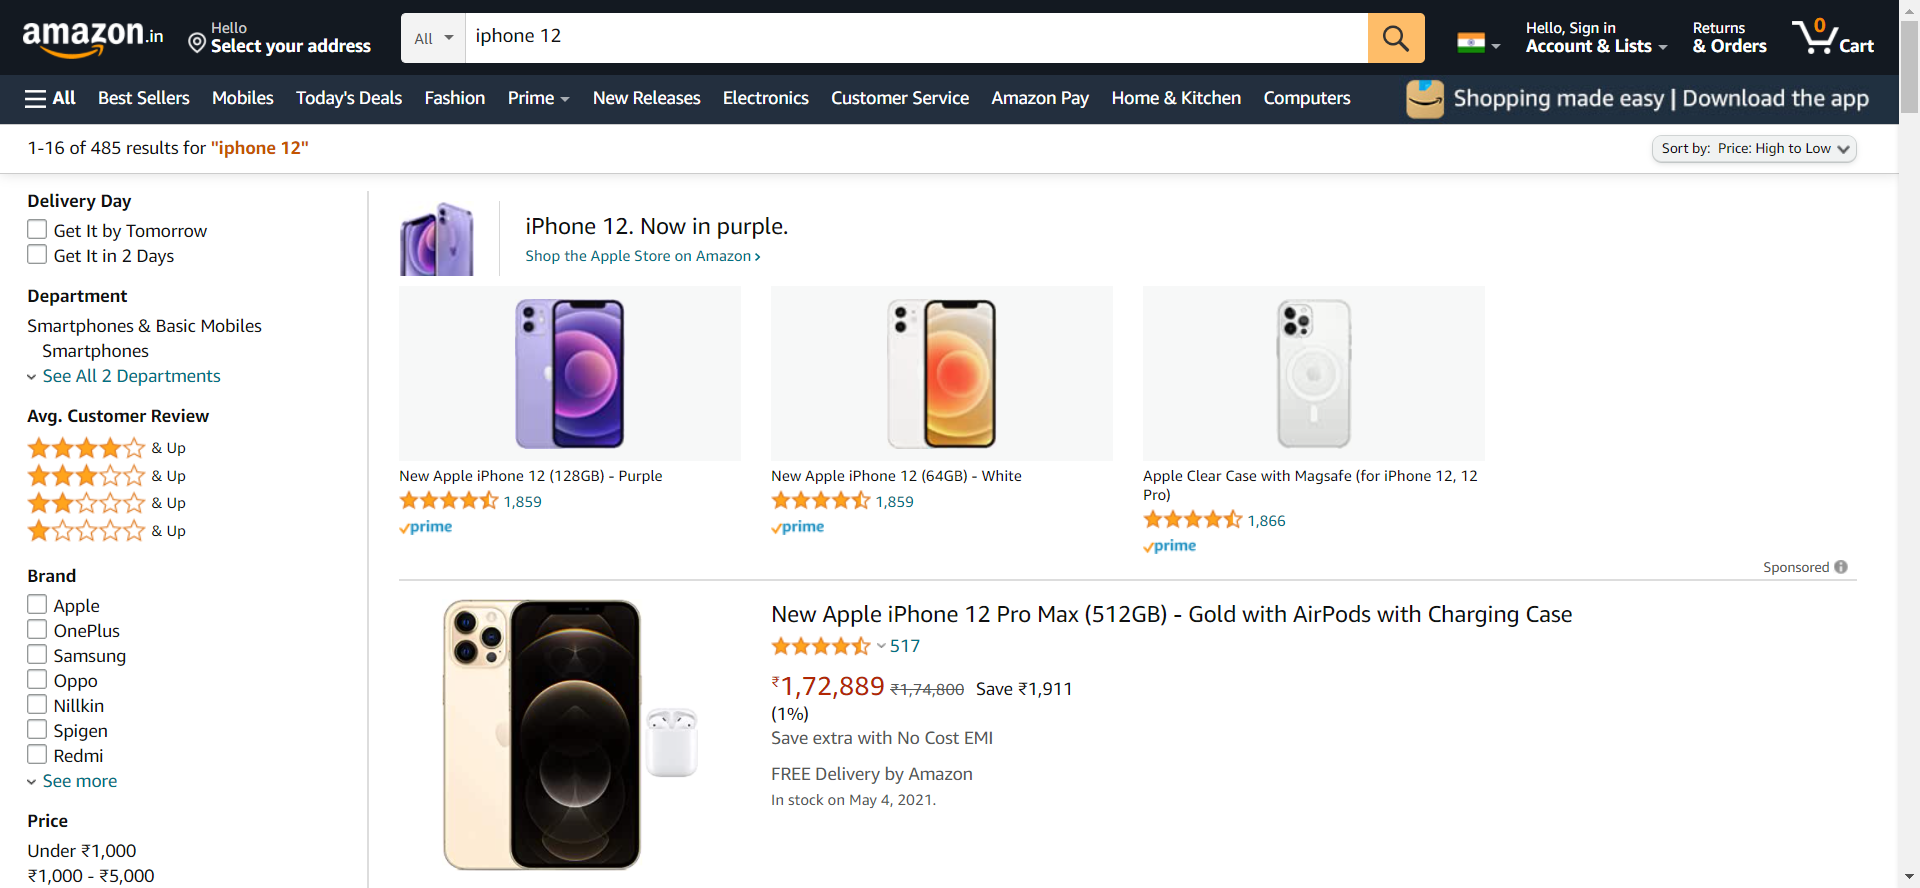 amazon.in
Hello
Select your address
All
iphone 12
Hello, Sign in
Account & Lists
Returns
& Orders
0
Cart
All
Best Sellers
Mobiles
Today's Deals
Fashion
Prime
New Releases
Electronics
Customer Service
Amazon Pay
Home & Kitchen
Computers
Shopping made easy | Download the app
1-16 of 485 results for "iphone 12"
Sort by: Price: High to Low
Delivery Day
Get It by Tomorrow
Get It in 2 Days
Department
Smartphones & Basic Mobiles
Smartphones
See All 2 Departments
Avg. Customer Review
& Up
& Up
& Up
& Up
Brand
Apple
OnePlus
Samsung
Oppo
Nillkin
Spigen
Redmi
See more
Price
Under ₹1,000
₹1,000 - ₹5,000
iPhone 12. Now in purple.
Shop the Apple Store on Amazon ›
New Apple iPhone 12 (128GB) - Purple
1,859
prime
New Apple iPhone 12 (64GB) - White
1,859
prime
Apple Clear Case with Magsafe (for iPhone 12, 12
Pro)
1,866
prime
Sponsored
New Apple iPhone 12 Pro Max (512GB) - Gold with AirPods with Charging Case
517
₹1,72,889 ₹1,74,800 Save ₹1,911
(1%)
Save extra with No Cost EMI
FREE Delivery by Amazon
In stock on May 4, 2021.